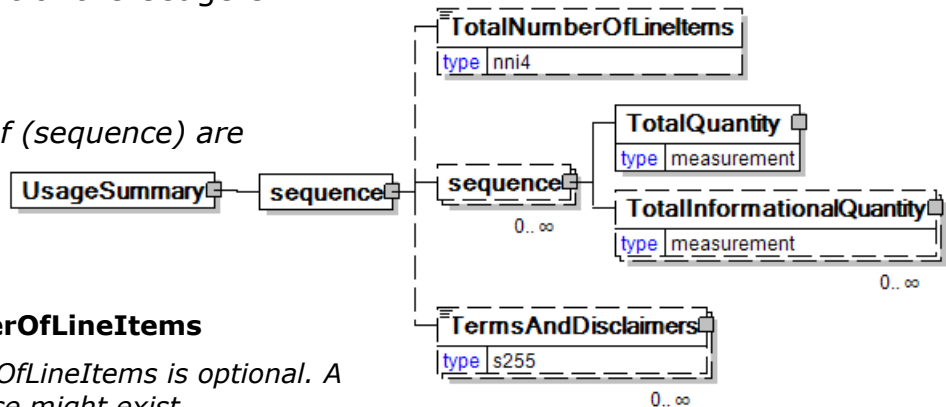 TotalNumberOfLineItems
type nni4
f (sequence) are
TotalQuantity
type measurement
UsageSummary
sequence
sequence
0.. ∞
TotalInformationalQuantity
type measurement
0.. ∞
erOfLineItems
TermsAndDisclaimers
type s255
OfLineItems is optional. A
0.. ∞